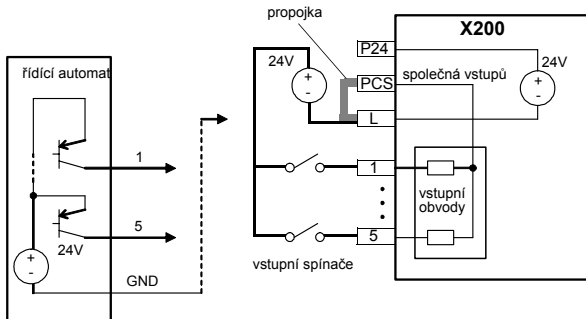 řídící automat
1
5
24V
+
-
GND
propojka
24V
+
-
vstupní spínače
X200
P24
PCS
L
1
5
společná vstupů
24V
+
-
vstupní
obvody